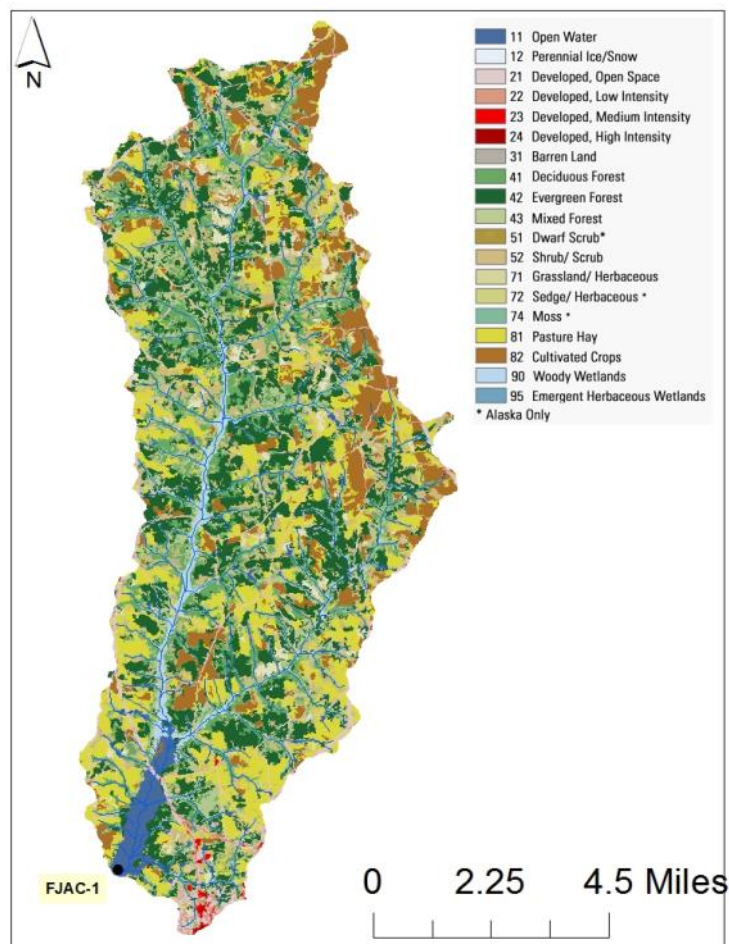 N
11 Open Water
12 Perennial Ice/Snow
21 Developed, Open Space
22 Developed, Low Intensity
23 Developed, Medium Intensity
24 Developed, High Intensity
31 Barren Land
41 Deciduous Forest
42 Evergreen Forest
43 Mixed Forest
51 Dwarf Scrub*
52 Shrub/ Scrub
71 Grassland/ Herbaceous
72 Sedge/ Herbaceous *
74 Moss *
81 Pasture Hay
82 Cultivated Crops
90 Woody Wetlands
95 Emergent Herbaceous Wetlands
* Alaska Only
FJAC-1
0 2.25 4.5 Miles